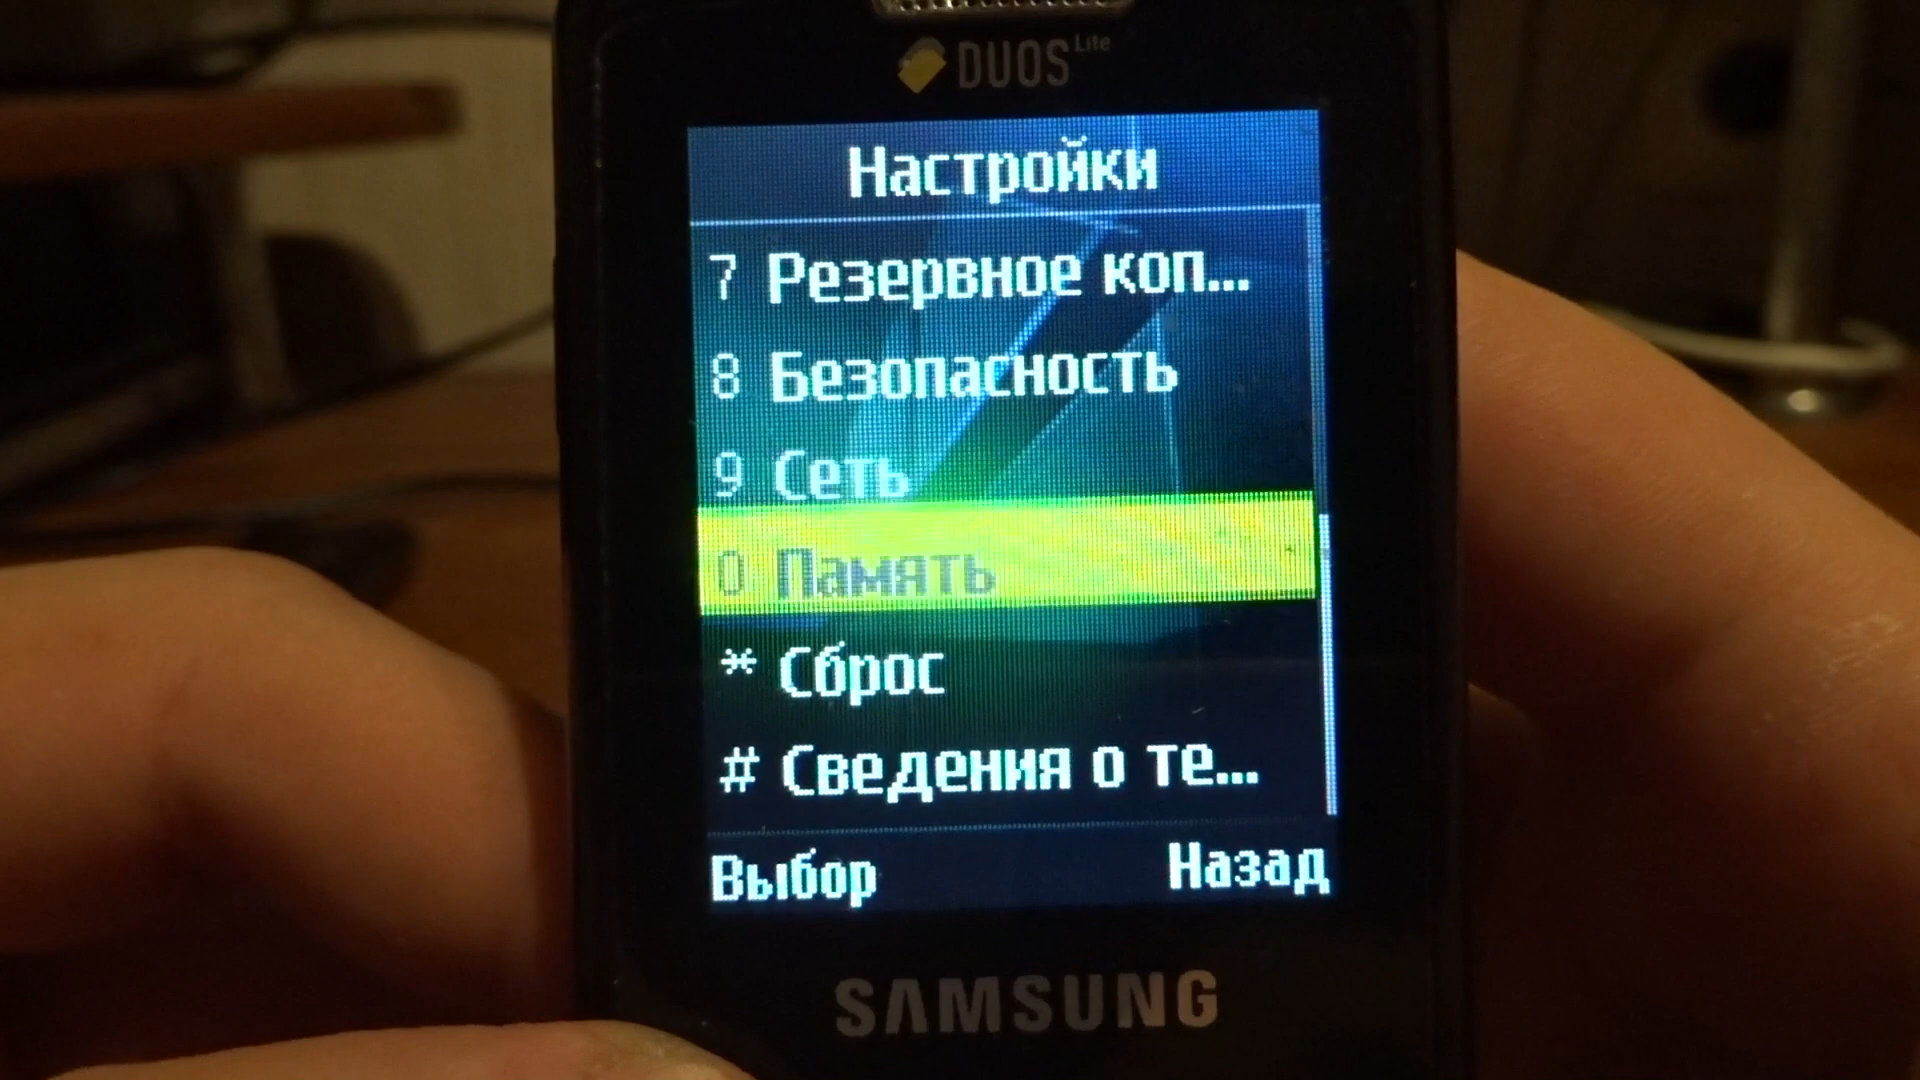 DUOS Lite
Настройки
7 Резервное коп...
8 Безопасность
9 Сеть
0 Память
* Сброс
# Сведения о те...
Выбор Назад
SAMSUNG